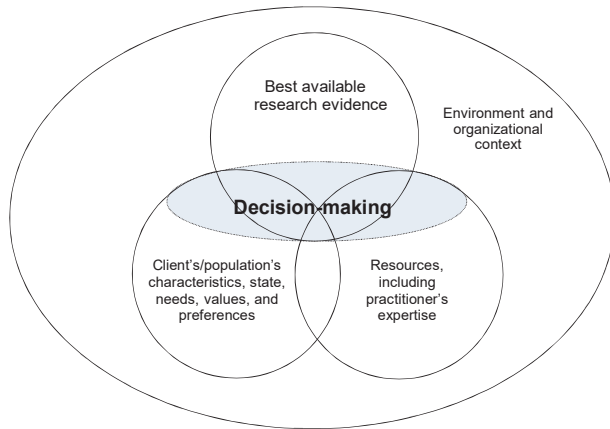 Best available
research evidence
Environment and
organizational
context
Decision-making
Client's/population's
characteristics, state,
needs, values, and
preferences
Resources,
including
practitioner's
expertise